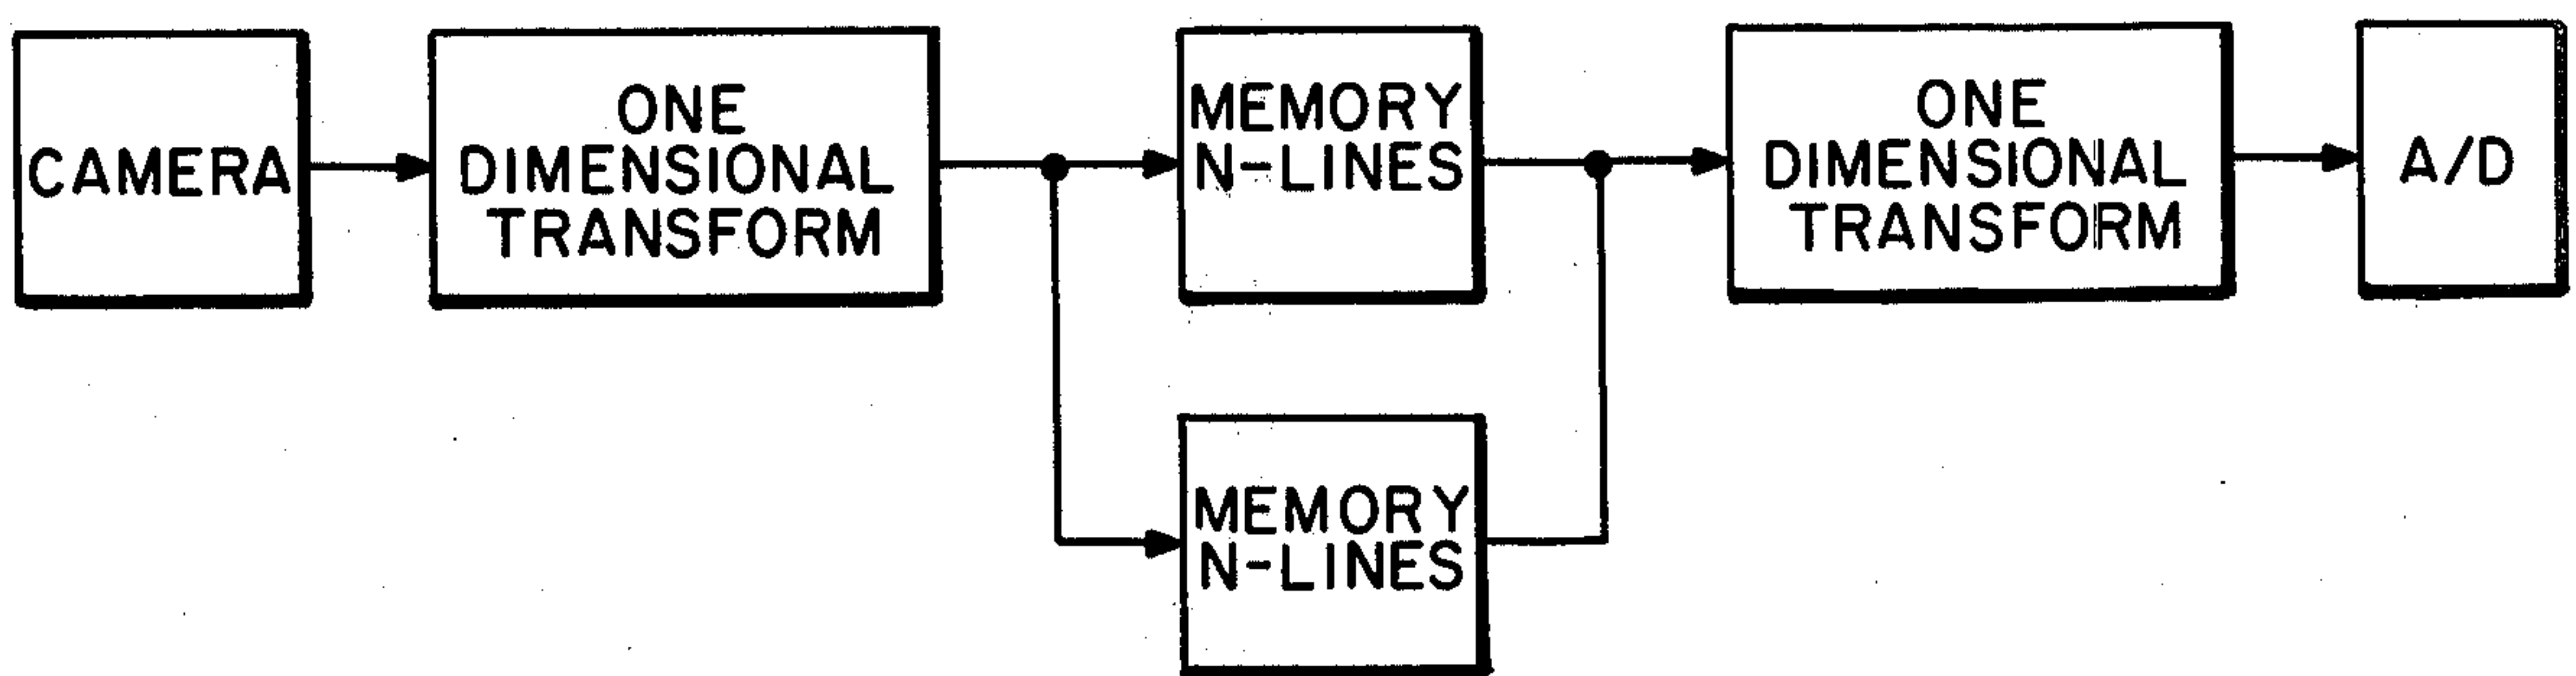 CAMERA
ONE
DIMENSIONAL
TRANSFORM
MEMORY
N-LINES
ONE
DIMENSIONAL
TRANSFORM
A/D
MEMORY
N-LINES